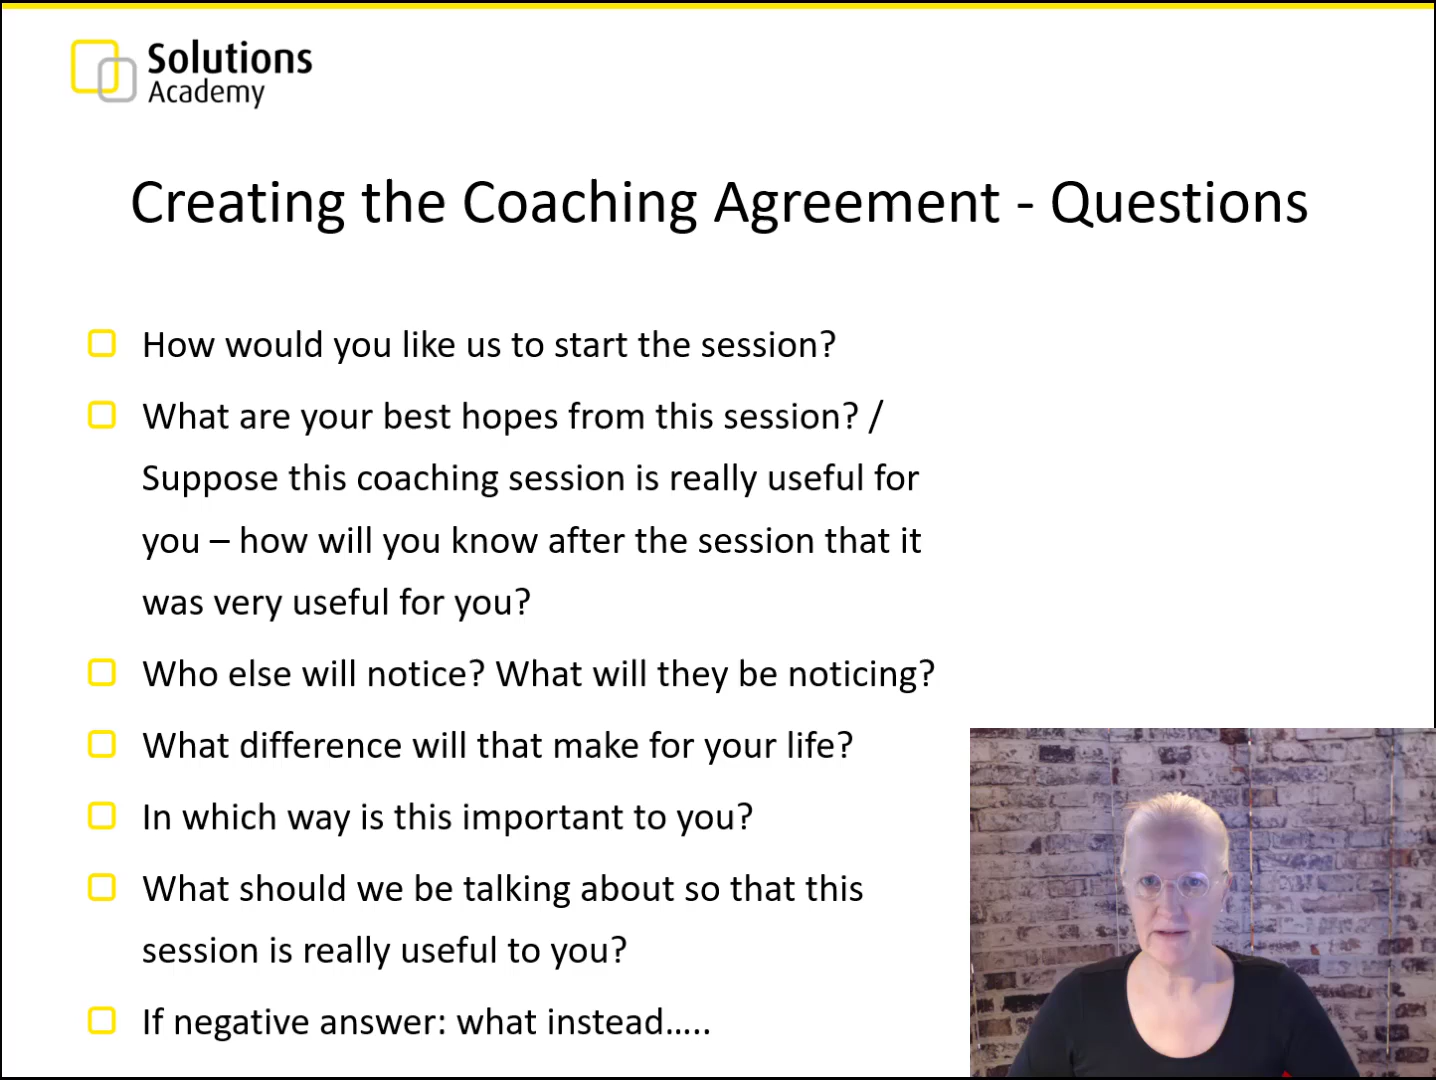 Solutions
Academy
Creating the Coaching Agreement - Questions
How would you like us to start the session?
What are your best hopes from this session? /
Suppose this coaching session is really useful for
you – how will you know after the session that it
was very useful for you?
Who else will notice? What will they be noticing?
What difference will that make for your life?
In which way is this important to you?
What should we be talking about so that this
session is really useful to you?
If negative answer: what instead…..